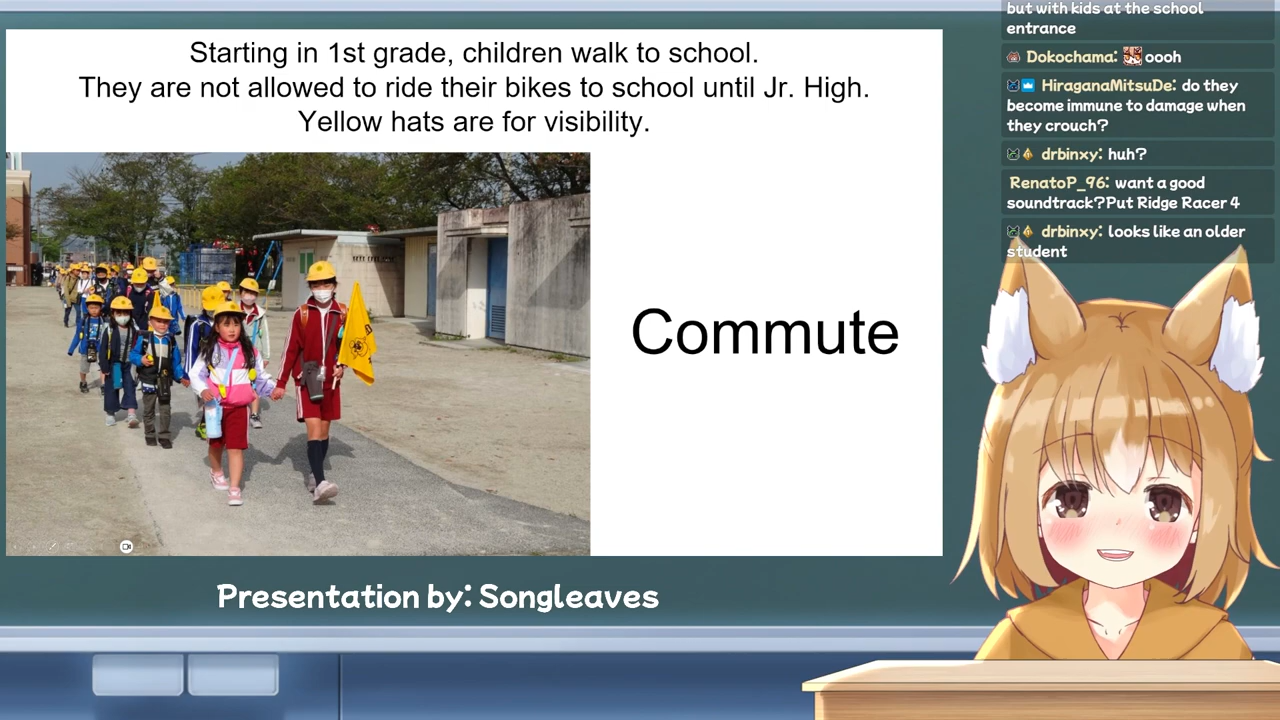 Starting in 1st grade, children walk to school.
They are not allowed to ride their bikes to school until Jr. High.
Yellow hats are for visibility.
Commute
Presentation by: Songleaves
but with kids at the school
entrance
Dokochama: oooh
HiraganaMitsuDe: do they
become immune to damage when
they crouch?
drbinxy: huh?
RenatoP_96: want a good
soundtrack?Put Ridge Racer 4
drbinxy: looks like an older
student